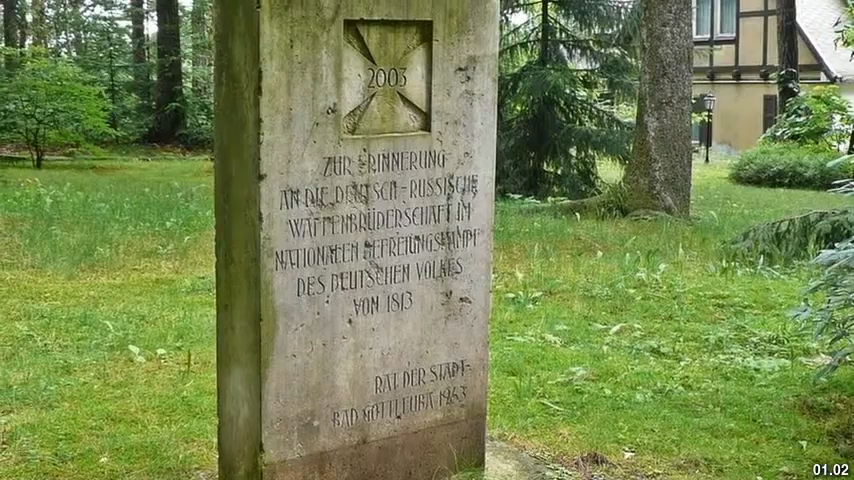 2003
ZUR ERINNERUNG
AN DIE DEUTSCH-RUSSISCHE
WAFFENBRÜDERSCHAFT IM
NATIONALEN BEFREIUNGSKAMPF
DES DEUTSCHEN VOLKES
VON 1813
RAT DER STADT
BAD GOTTLEUBA 1963
01.02